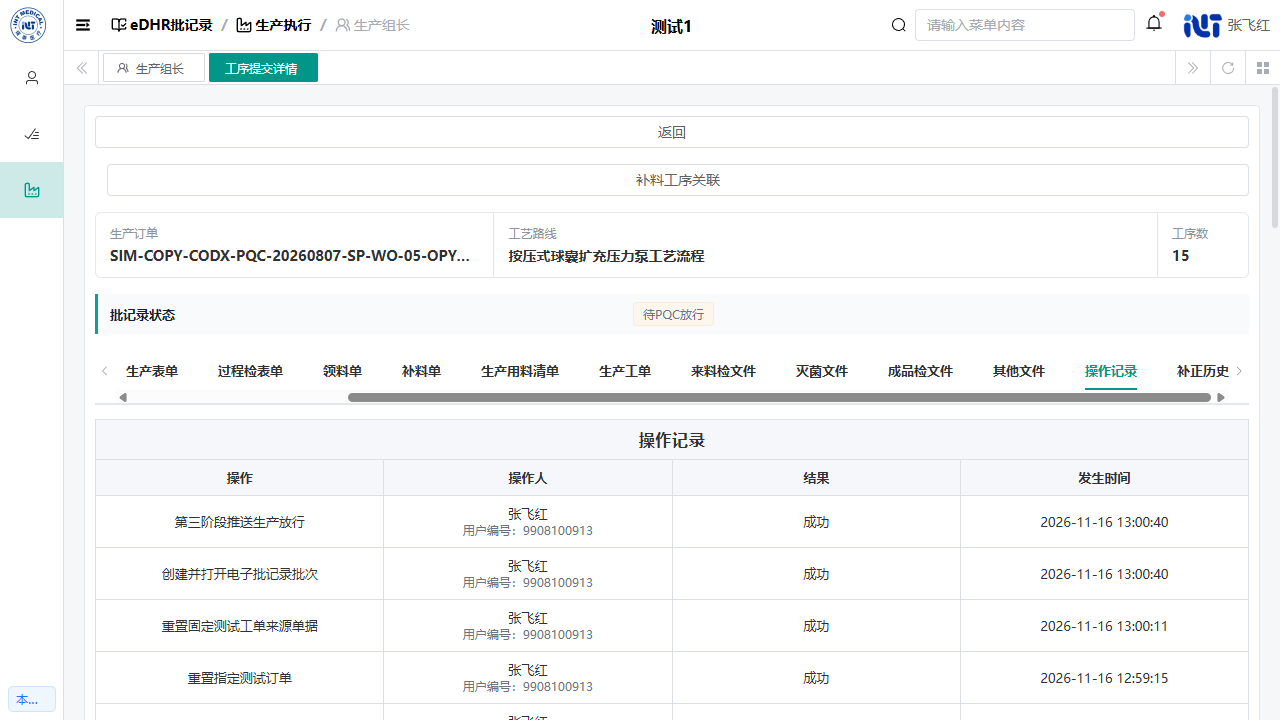 eDHR批记录 / 生产执行 / 生产组长
测试1
请输入菜单内容
张飞红
生产组长
工序提交详情
返回
补料工序关联
生产订单
SIM-COPY-CODX-PQC-20260807-SP-WO-05-OPY...
工艺路线
按压式球囊扩充压力泵工艺流程
工序数
15
批记录状态
待PQC放行
生产表单 过程检表单 领料单 补料单 生产用料清单 生产工单 来料检文件 灭菌文件 成品检文件 其他文件 操作记录 补正历史
操作记录
操作 操作人 结果 发生时间
第三阶段推送生产放行 张飞红 成功 2026-11-16 13:00:40
用户编号：9908100913
创建并打开电子批记录批次 张飞红 成功 2026-11-16 13:00:40
用户编号：9908100913
重置固定测试工单来源单据 张飞红 成功 2026-11-16 13:00:11
用户编号：9908100913
重置指定测试订单 张飞红 成功 2026-11-16 12:59:15
用户编号：9908100913
本...